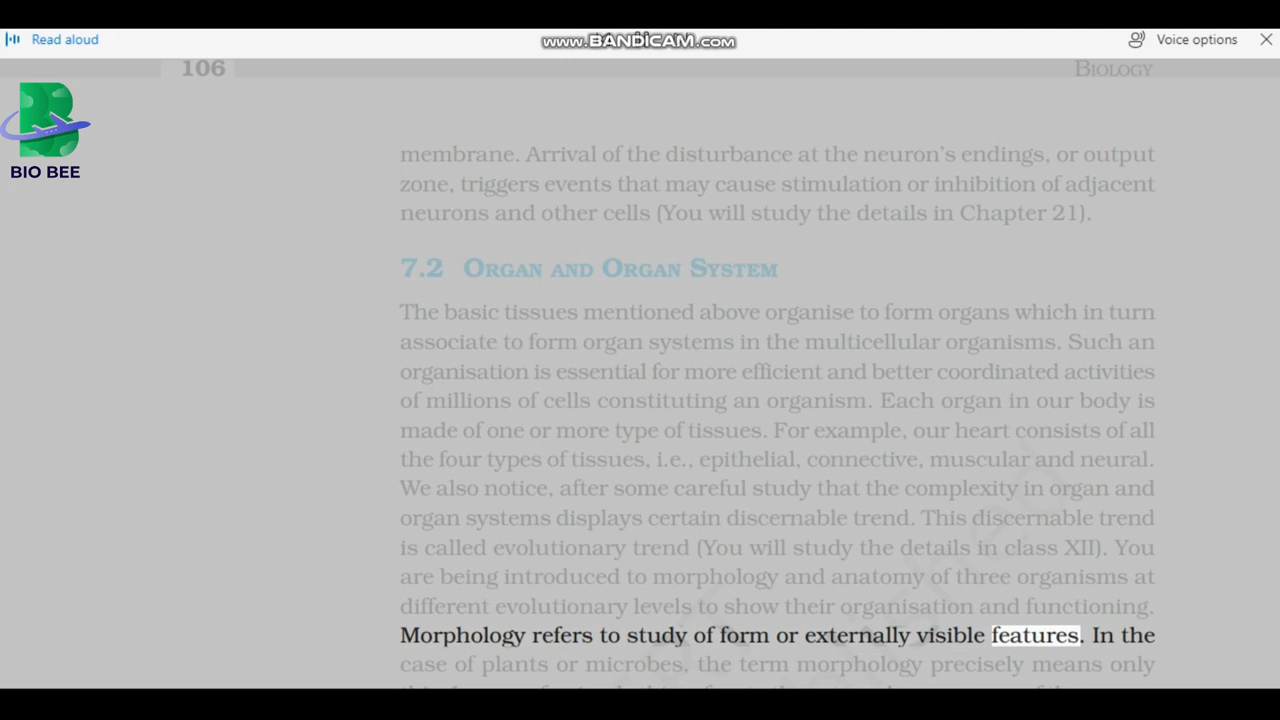 Read aloud
www.BANDICAM.com
Voice options
106
BIOLOGY
BIO BEE
membrane. Arrival of the disturbance at the neuron's endings, or output
zone, triggers events that may cause stimulation or inhibition of adjacent
neurons and other cells (You will study the details in Chapter 21).
7.2 ORGAN AND ORGAN SYSTEM
The basic tissues mentioned above organise to form organs which in turn
associate to form organ systems in the multicellular organisms. Such an
organisation is essential for more efficient and better coordinated activities
of millions of cells constituting an organism. Each organ in our body is
made of one or more type of tissues. For example, our heart consists of all
the four types of tissues, i.e., epithelial, connective, muscular and neural.
We also notice, after some careful study that the complexity in organ and
organ systems displays certain discernable trend. This discernable trend
is called evolutionary trend (You will study the details in class XII). You
are being introduced to morphology and anatomy of three organisms at
different evolutionary levels to show their organisation and functioning.
Morphology refers to study of form or externally visible features. In the
case of plants or microbes, the term morphology precisely means only